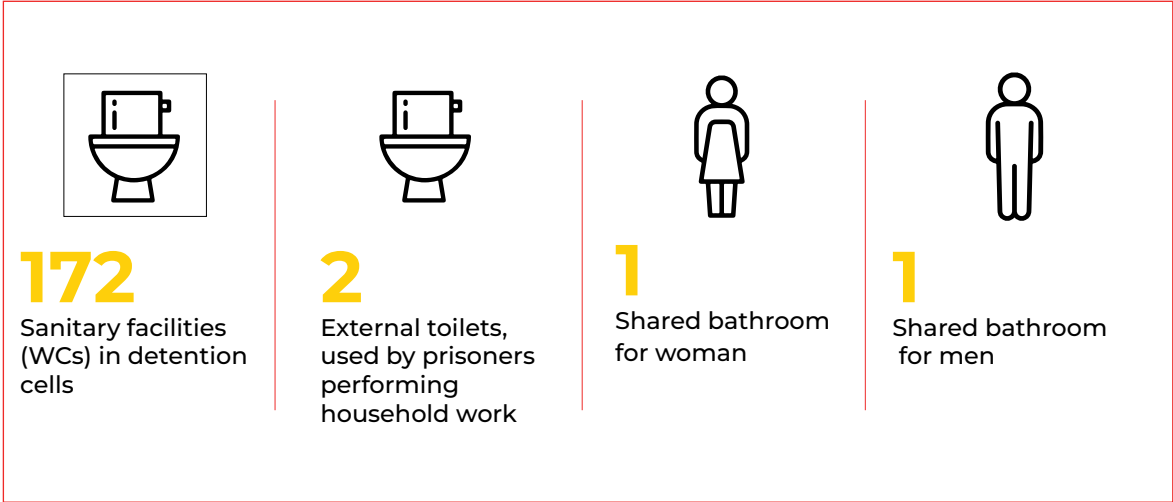 172
Sanitary facilities
(WCs) in detention
cells
2
External toilets,
used by prisoners
performing
household work
1
Shared bathroom
for woman
1
Shared bathroom
for men